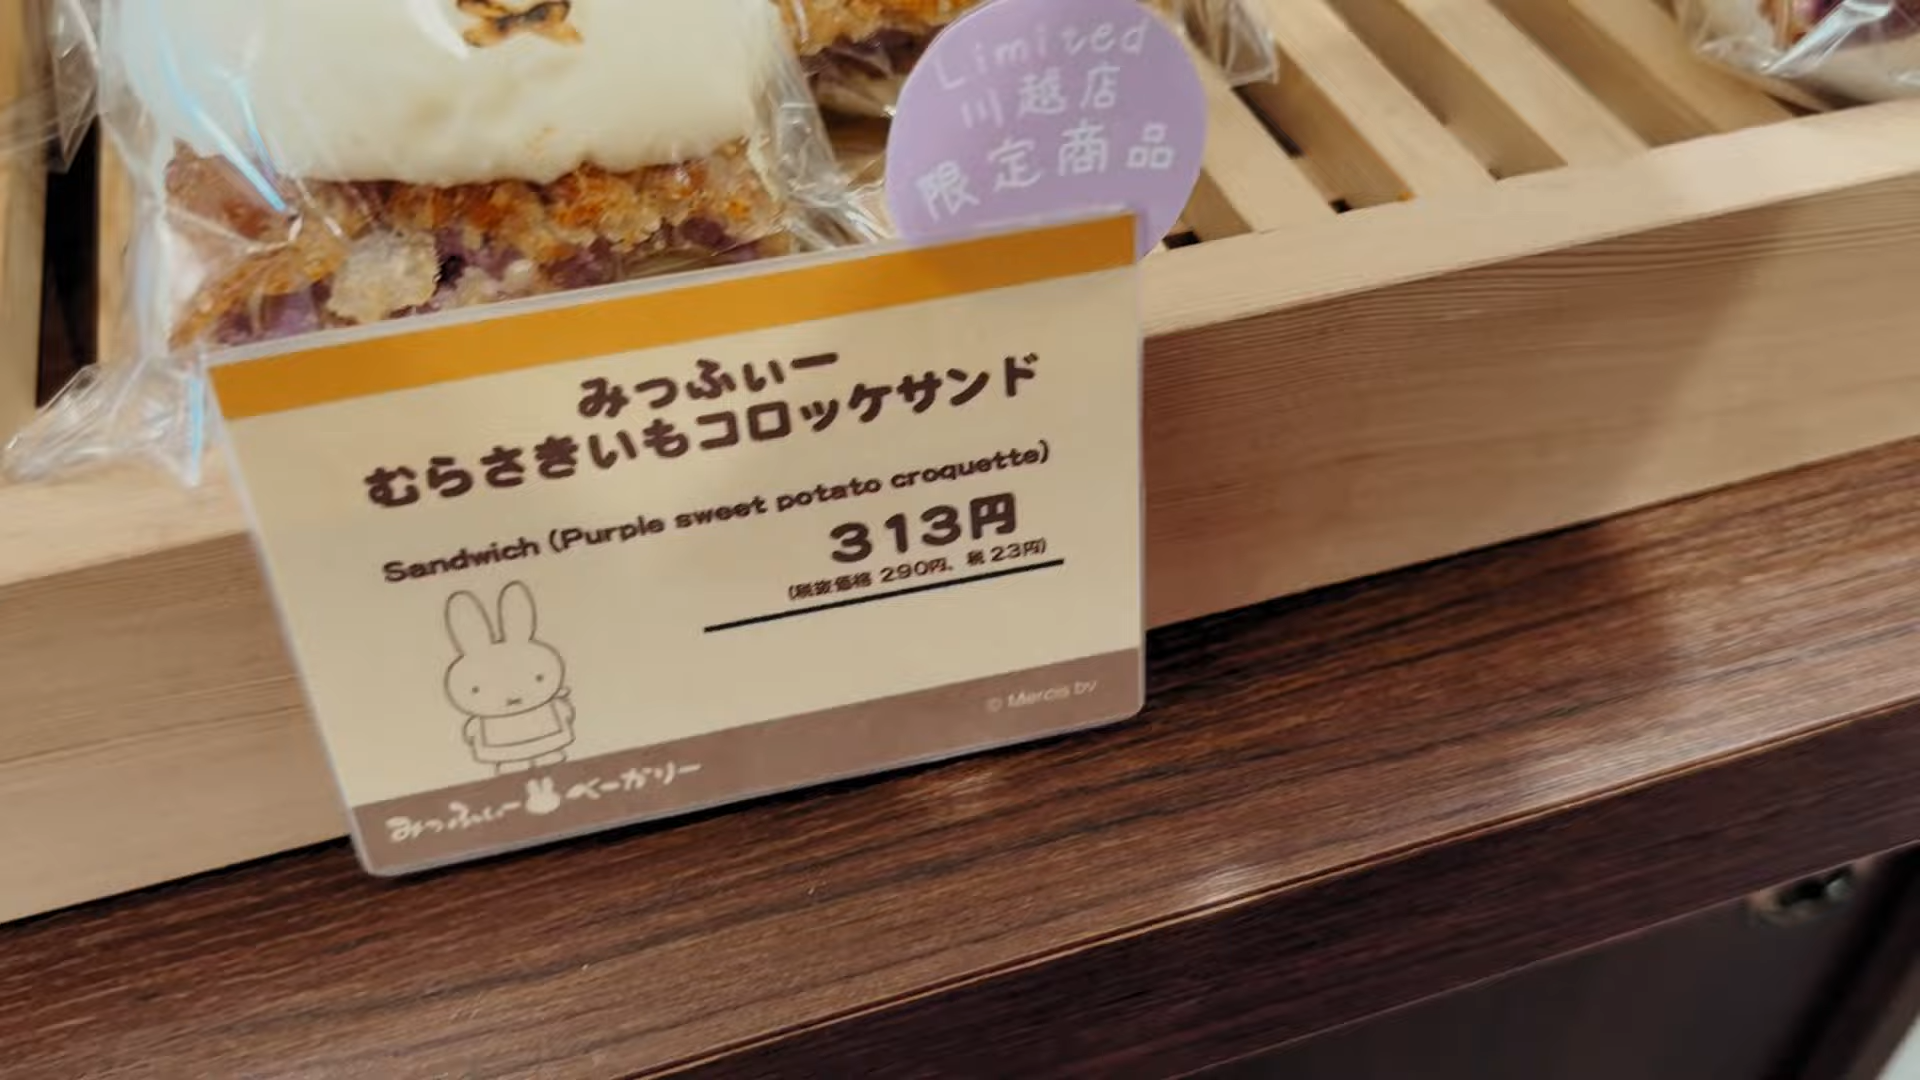 Limited
川越店
限定商品
みっふぃー
むらさきいもコロッケサンド
Sandwich (Purple sweet potato croquette)
313円
(税抜価格 290円、税 23円)
© Mercis bv
みっふぃーべーかりー